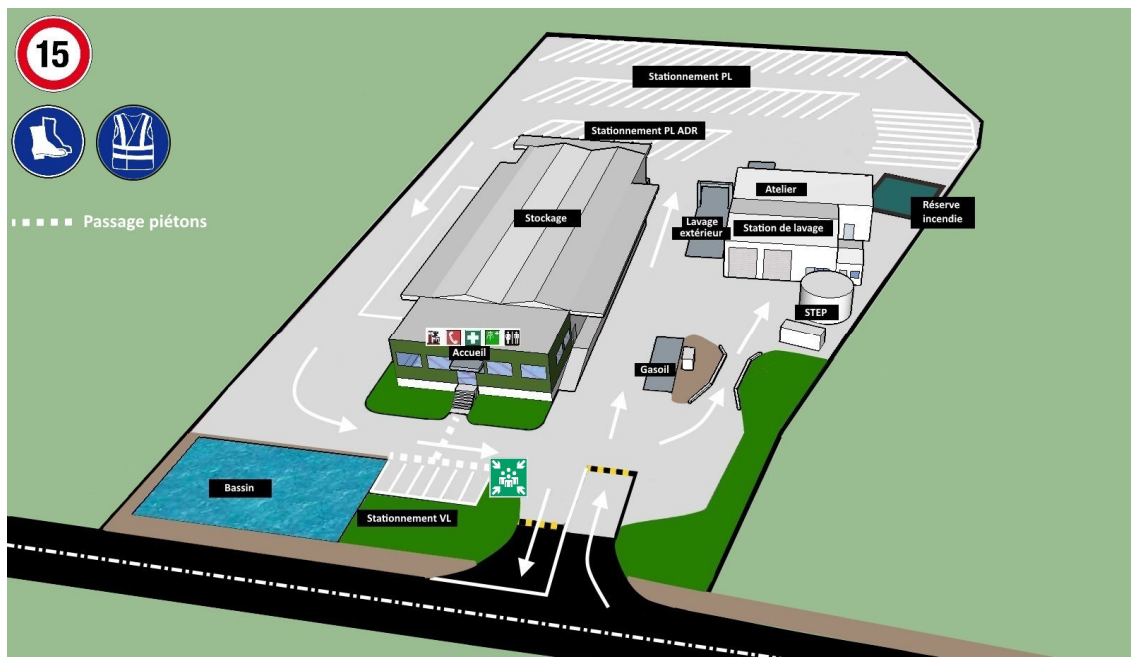 15
Passage piétons
Stationnement PL
Stationnement PL ADR
Atelier
Stockage
Lavage
extérieur
Station de lavage
Réserve
incendie
STEP
Accueil
Gasoil
Bassin
Stationnement VL